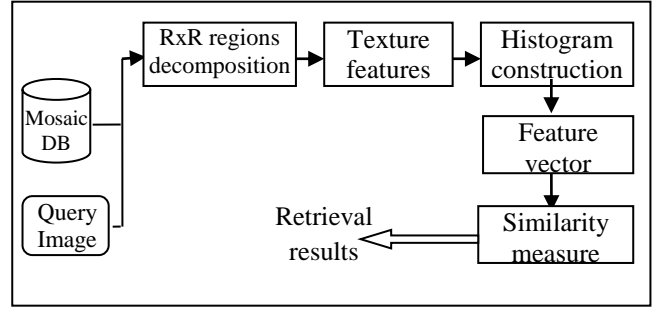 RxR regions
decomposition
Texture
features
Histogram
construction
Mosaic
DB
Feature
vector
Query
Image
Retrieval
results
Similarity
measure